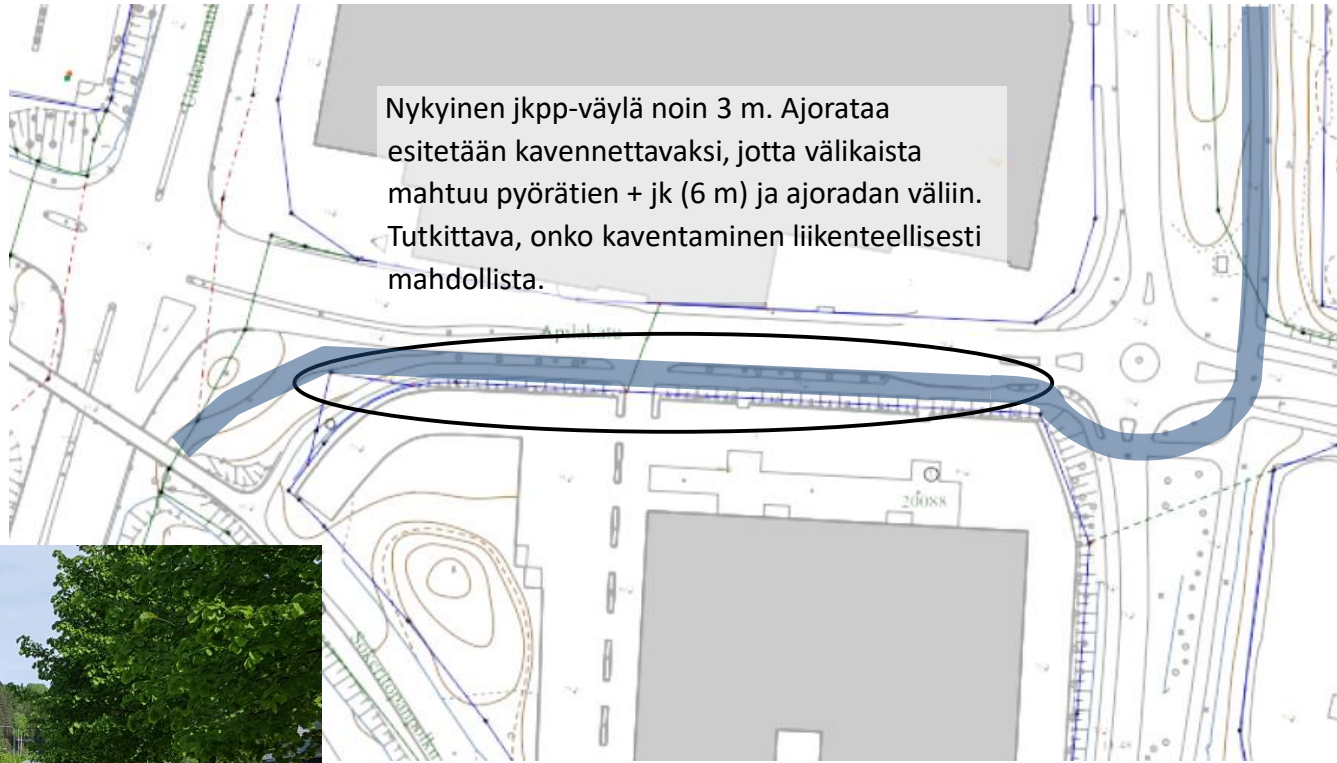 Nykyinen jkpp-väylä noin 3 m. Ajorataa
esitetään kavennettavaksi, jotta välikaista
mahtuu pyörätien + jk (6 m) ja ajoradan väliin.
Tutkittava, onko kaventaminen liikenteellisesti
mahdollista.
20088